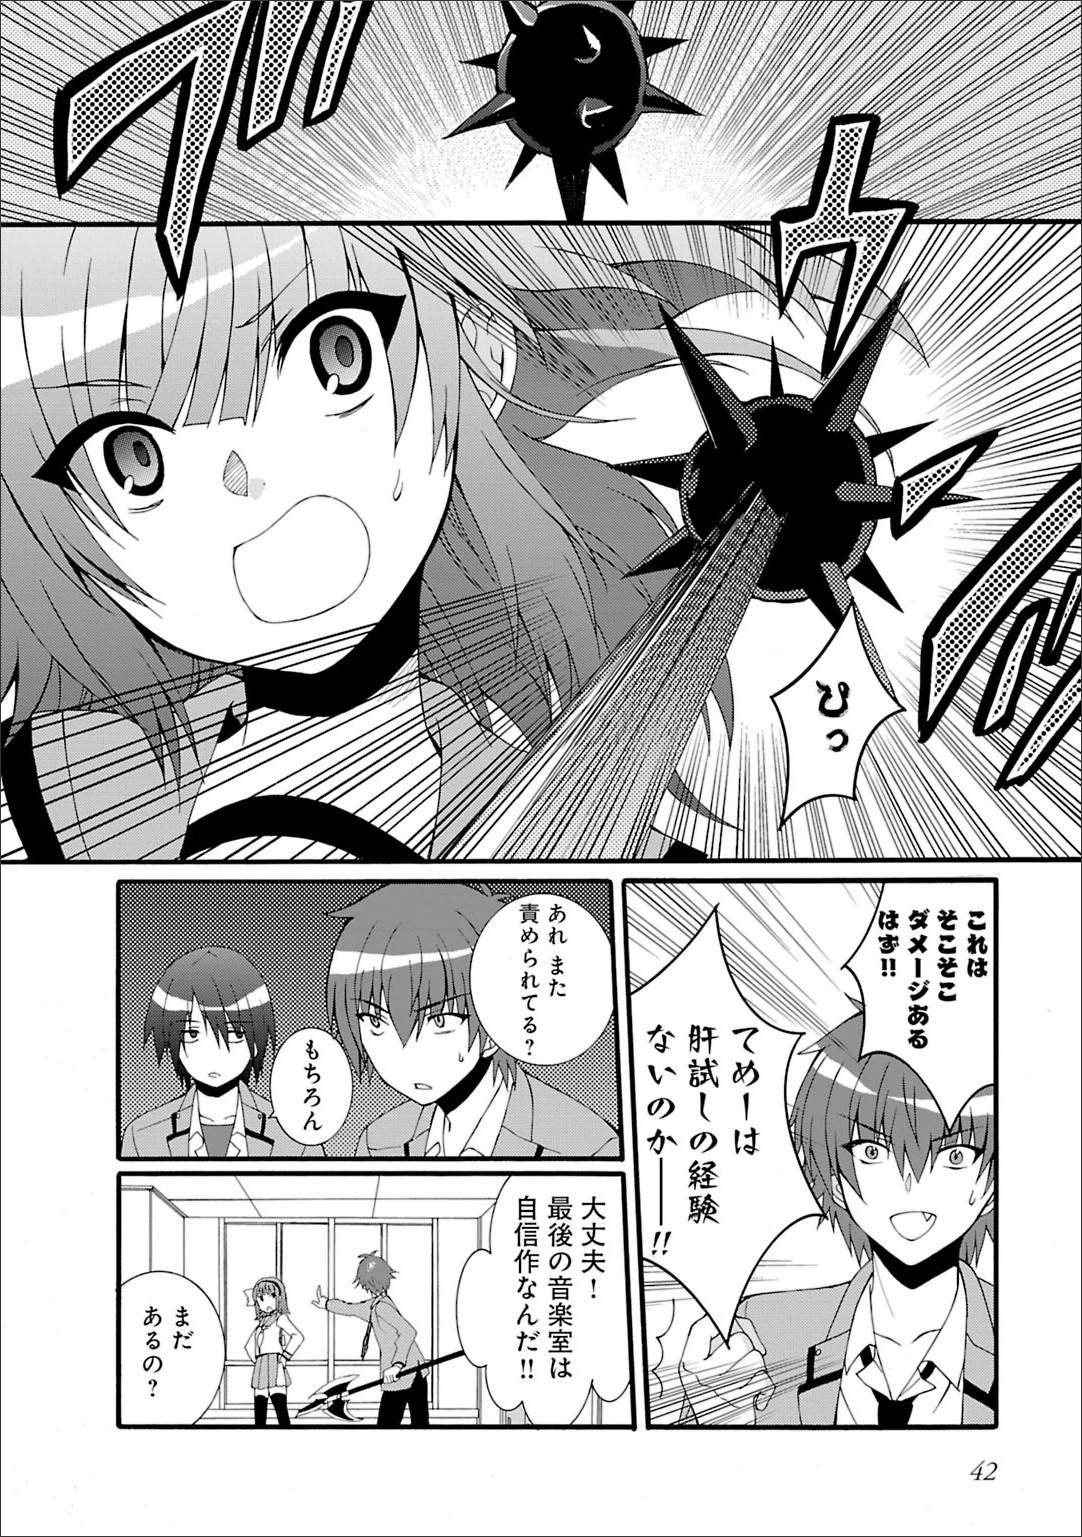 ブブブ
ォ
ひっ
これは
そこそこ
ダメージある
はず!!
てめーは
肝試しの経験
ないのか――!!
あれ また
責められてる?
もちろん
大丈夫!
最後の音楽室は
自信作なんだ!!
まだ
あるの?
42